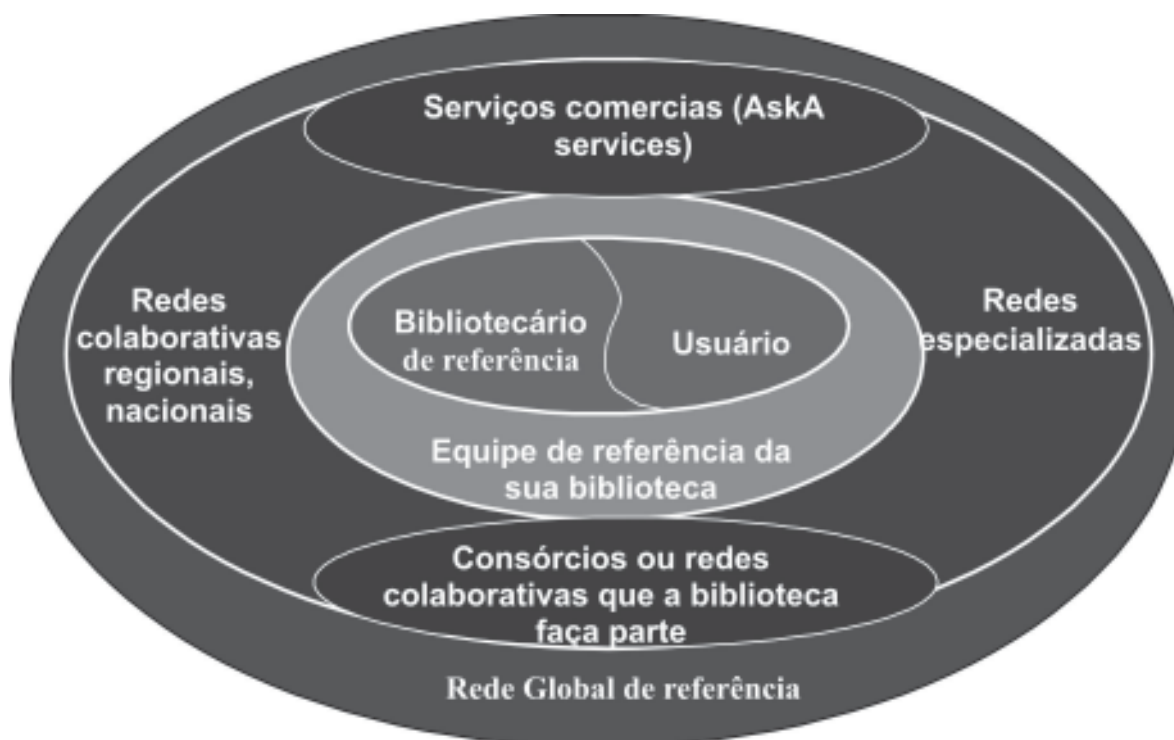 Serviços comercias (AskA
services)
Redes
colaborativas
regionais,
nacionais
Bibliotecário
de referência
Usuário
Redes
especializadas
Equipe de referência da
sua biblioteca
Consórcios ou redes
colaborativas que a biblioteca
faça parte
Rede Global de referência